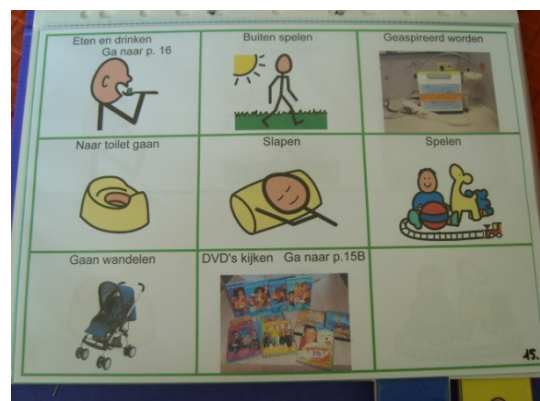 Eten en drinken
Ga naar p. 16
Buiten spelen
Geaspireerd worden
Naar toilet gaan
Slapen
Spelen
Gaan wandelen
DVD's kijken Ga naar p.15B
15.